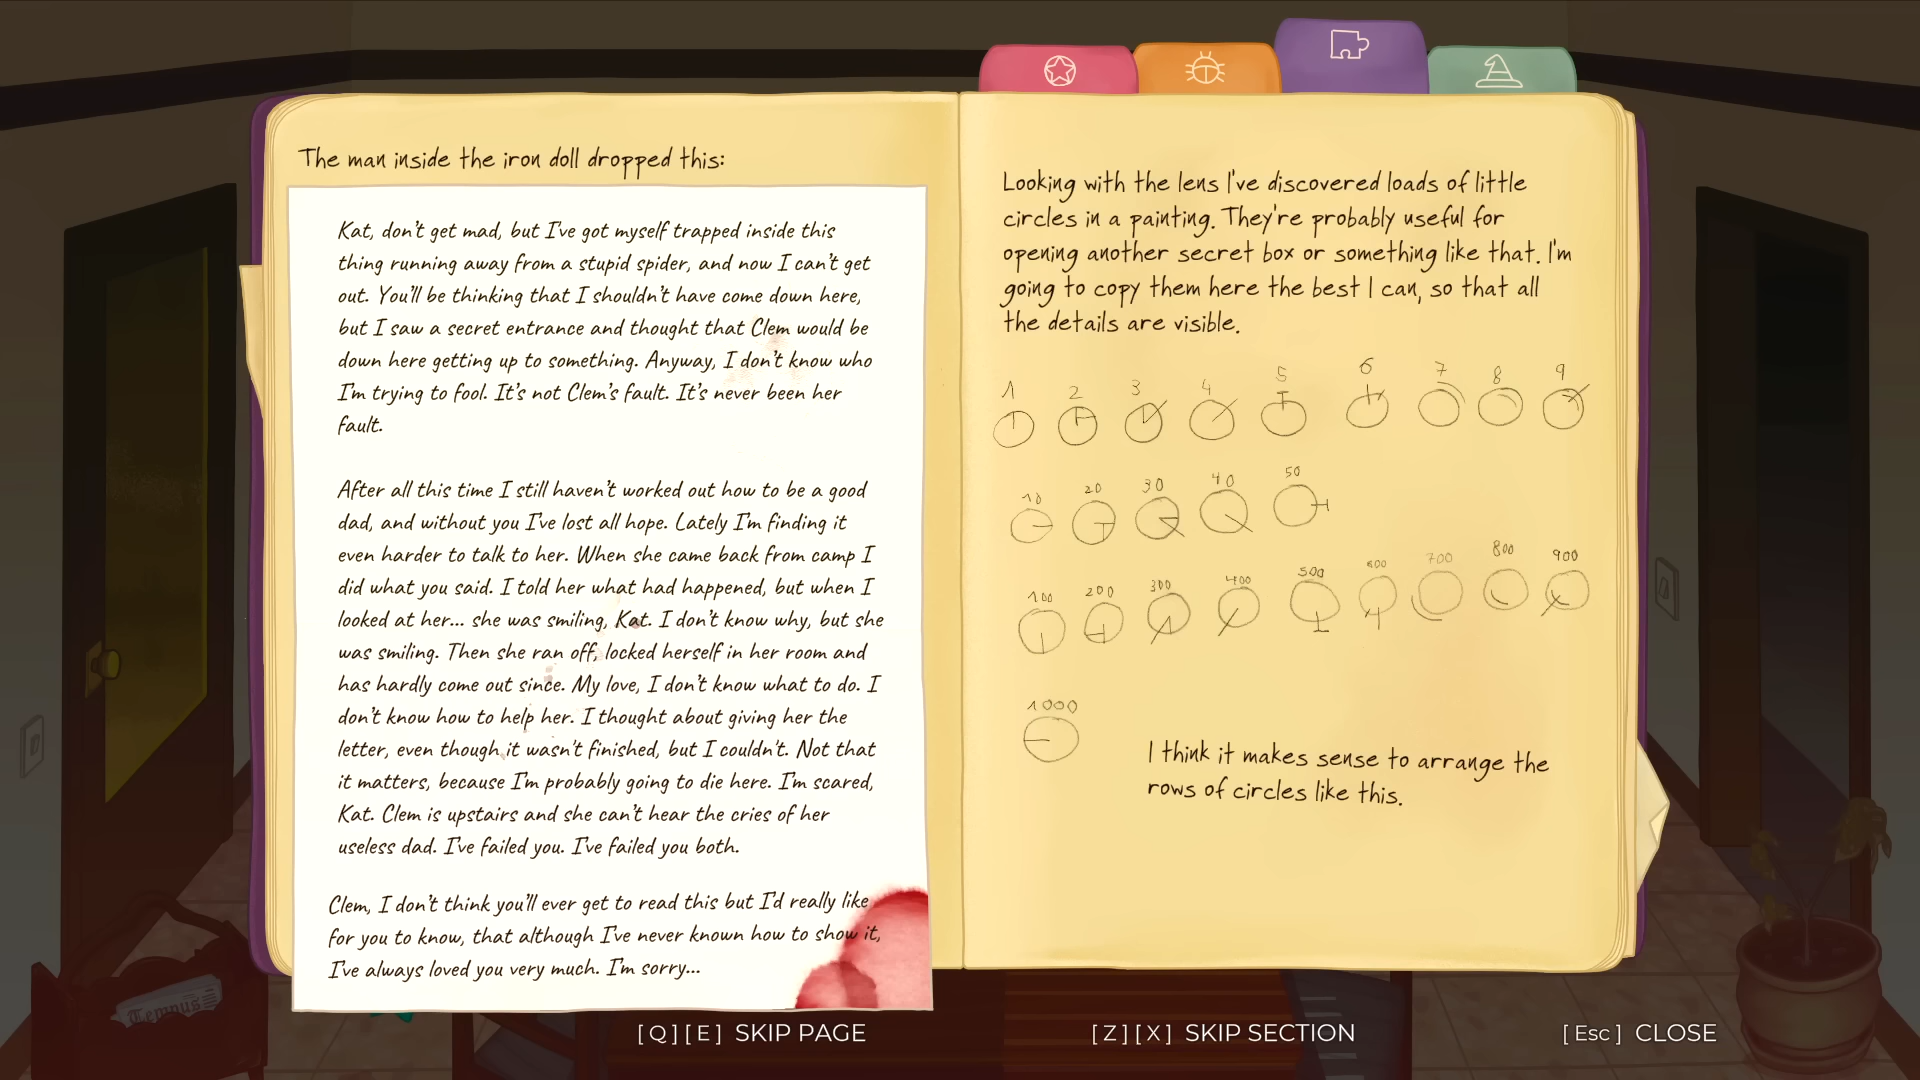 The man inside the iron doll dropped this:
Kat, don't get mad, but I've got myself trapped inside this
thing running away from a stupid spider, and now I can't get
out. You'll be thinking that I shouldn't have come down here,
but I saw a secret entrance and thought that Clem would be
down here getting up to something. Anyway, I don't know who
I'm trying to fool. It's not Clem's fault. It's never been her
fault.
After all this time I still haven't worked out how to be a good
dad, and without you I've lost all hope. Lately I'm finding it
even harder to talk to her. When she came back from camp I
did what you said. I told her what had happened, but when I
looked at her... she was smiling, Kat. I don't know why, but she
was smiling. Then she ran off, locked herself in her room and
has hardly come out since. My love, I don't know what to do. I
don't know how to help her. I thought about giving her the
letter, even though it wasn't finished, but I couldn't. Not that
it matters, because I'm probably going to die here. I'm scared,
Kat. Clem is upstairs and she can't hear the cries of her
useless dad. I've failed you. I've failed you both.
Clem, I don't think you'll ever get to read this but I'd really like
for you to know, that although I've never known how to show it,
I've always loved you very much. I'm sorry...
Looking with the lens I've discovered loads of little
circles in a painting. They're probably useful for
opening another secret box or something like that. I'm
going to copy them here the best I can, so that all
the details are visible.
1 2 3 4 5 6 7 8 9
10 20 30 40 50
100 200 300 400 500 600 700 800 900
1000
I think it makes sense to arrange the
rows of circles like this.
Tempus
[Q][E] SKIP PAGE
[Z][X] SKIP SECTION
[Esc] CLOSE